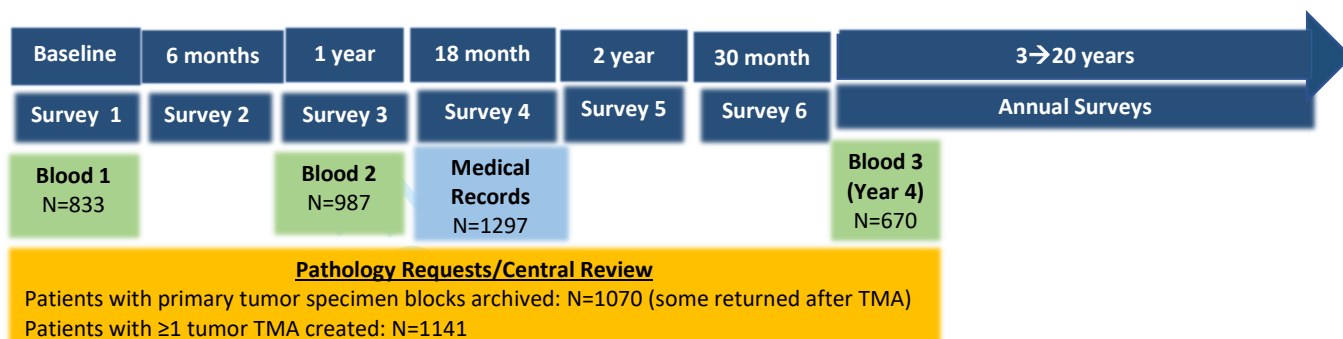 Baseline 6 months 1 year 18 month 2 year 30 month 3→20 years
Survey 1 Survey 2 Survey 3 Survey 4 Survey 5 Survey 6 Annual Surveys
Blood 1
N=833
Blood 2
N=987
Medical
Records
N=1297
Blood 3
(Year 4)
N=670
Pathology Requests/Central Review
Patients with primary tumor specimen blocks archived: N=1070 (some returned after TMA)
Patients with ≥1 tumor TMA created: N=1141